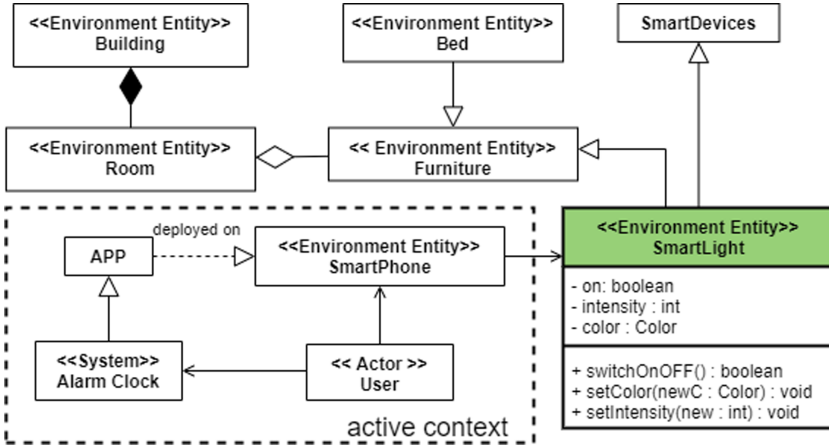 <<Environment Entity>>
Building
<<Environment Entity>>
Bed
SmartDevices
<<Environment Entity>>
Room
<< Environment Entity>>
Furniture
deployed on
APP
<<Environment Entity>>
SmartPhone
<<Environment Entity>>
SmartLight
- on: boolean
- intensity : int
- color : Color
+ switchOnOFF() : boolean
+ setColor(newC : Color) : void
+ setIntensity(new : int) : void
<<System>>
Alarm Clock
<< Actor >>
User
active context